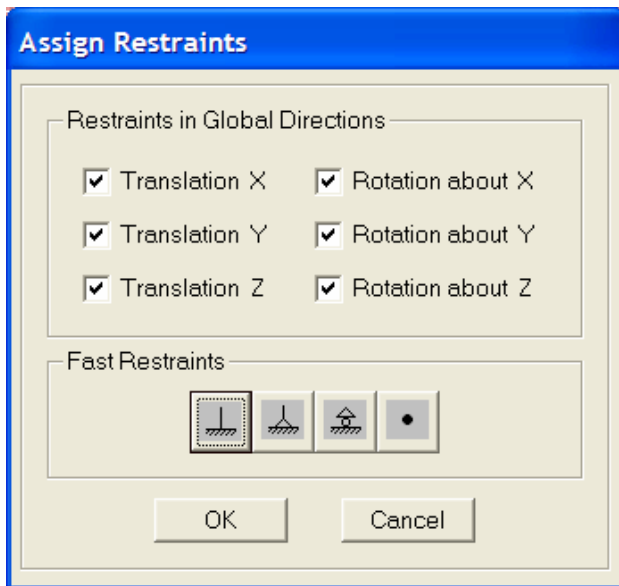 Assign Restraints
Restraints in Global Directions
Translation X Rotation about X
Translation Y Rotation about Y
Translation Z Rotation about Z
Fast Restraints
OK Cancel